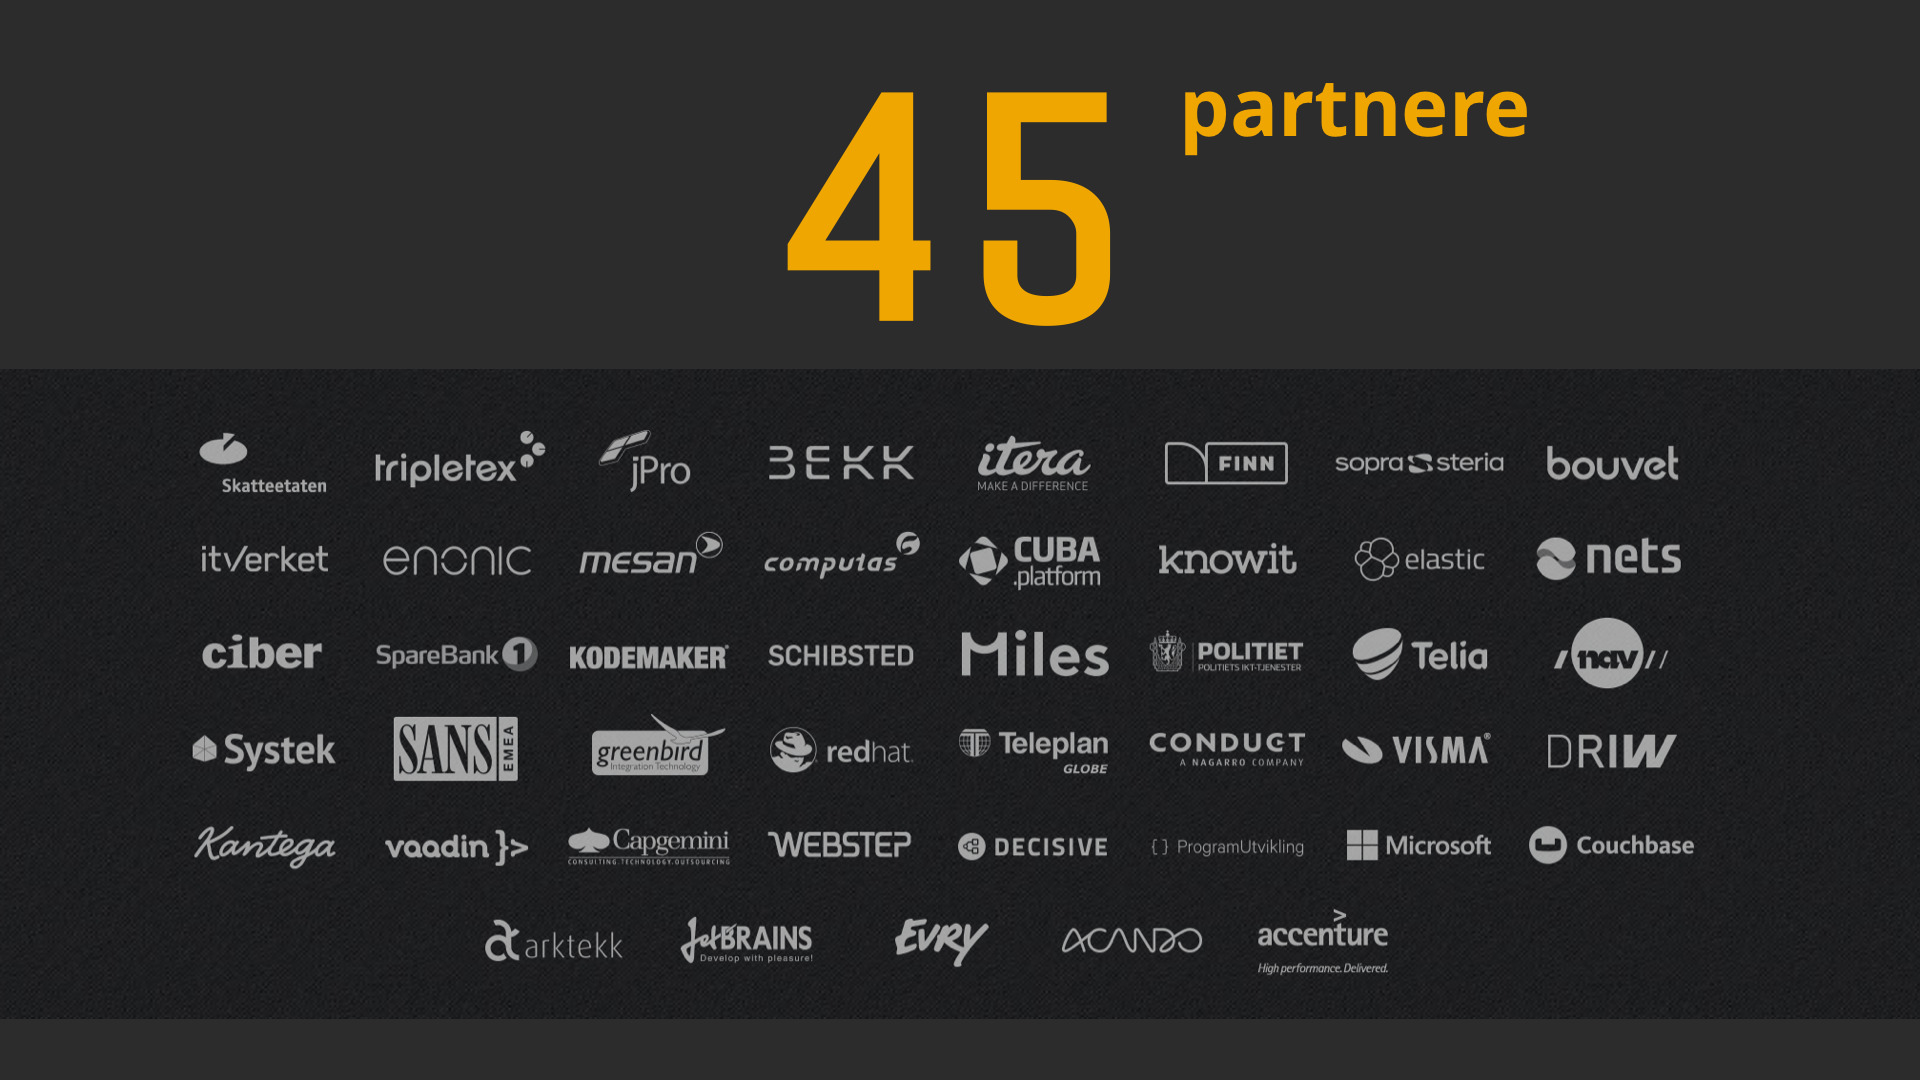 45 partnere
Skatteetaten tripletex jPro BEKK itera FINN sopra steria bouvet
MAKE A DIFFERENCE
itverket enonic mesan computas CUBA .platform knowit elastic nets
ciber SpareBank 1 KODEMAKER SCHIBSTED Miles POLITIET Telia nav
POLITIETS IKT-TJENESTER
Systek SANS EMEA greenbird redhat. Teleplan CONDUCT VISMA® DRIW
Integration Technology GLOBE A NAGARRO COMPANY
Kantega vaadin}> Capgemini WEBSTEP DECISIVE { } ProgramUtvikling Microsoft Couchbase
CONSULTING.TECHNOLOGY.OUTSOURCING
arktekk JetBRAINS EVRY ACANDO accenture
Develop with pleasure! High performance. Delivered.